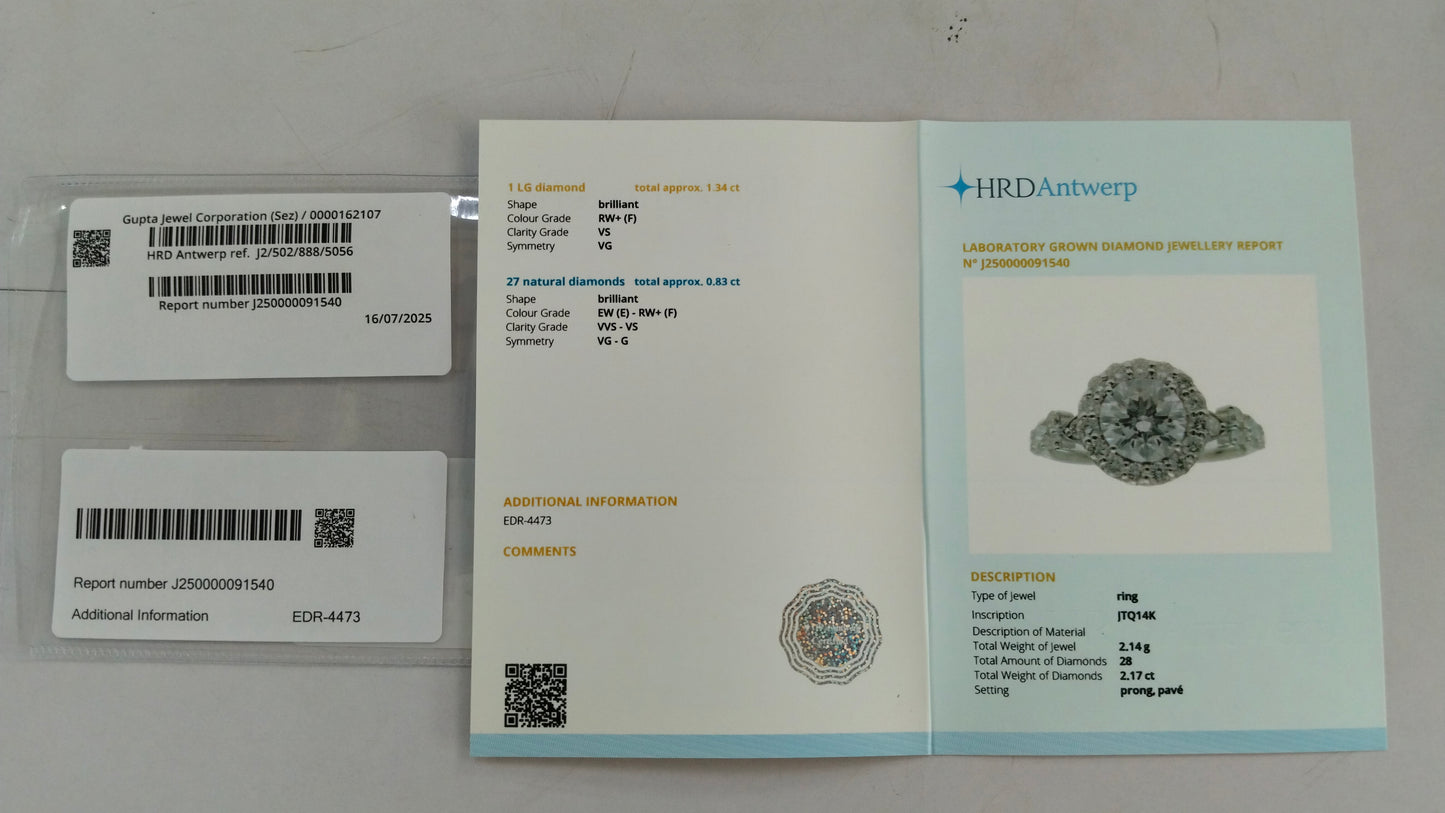 Gupta Jewel Corporation (Sez) / 0000162107
HRD Antwerp ref. J2/502/888/5056
Report number J250000091540
16/07/2025
Report number J250000091540
Additional Information EDR-4473
1 LG diamond total approx. 1.34 ct
Shape brilliant
Colour Grade RW+ (F)
Clarity Grade VS
Symmetry VG
27 natural diamonds total approx. 0.83 ct
Shape brilliant
Colour Grade EW (E) - RW+ (F)
Clarity Grade VVS - VS
Symmetry VG - G
ADDITIONAL INFORMATION
EDR-4473
COMMENTS
HRDAntwerp
LABORATORY GROWN DIAMOND JEWELLERY REPORT
N° J250000091540
DESCRIPTION
Type of jewel ring
Inscription JTQ14K
Description of Material
Total Weight of Jewel 2.14 g
Total Amount of Diamonds 28
Total Weight of Diamonds 2.17 ct
Setting prong, pavé